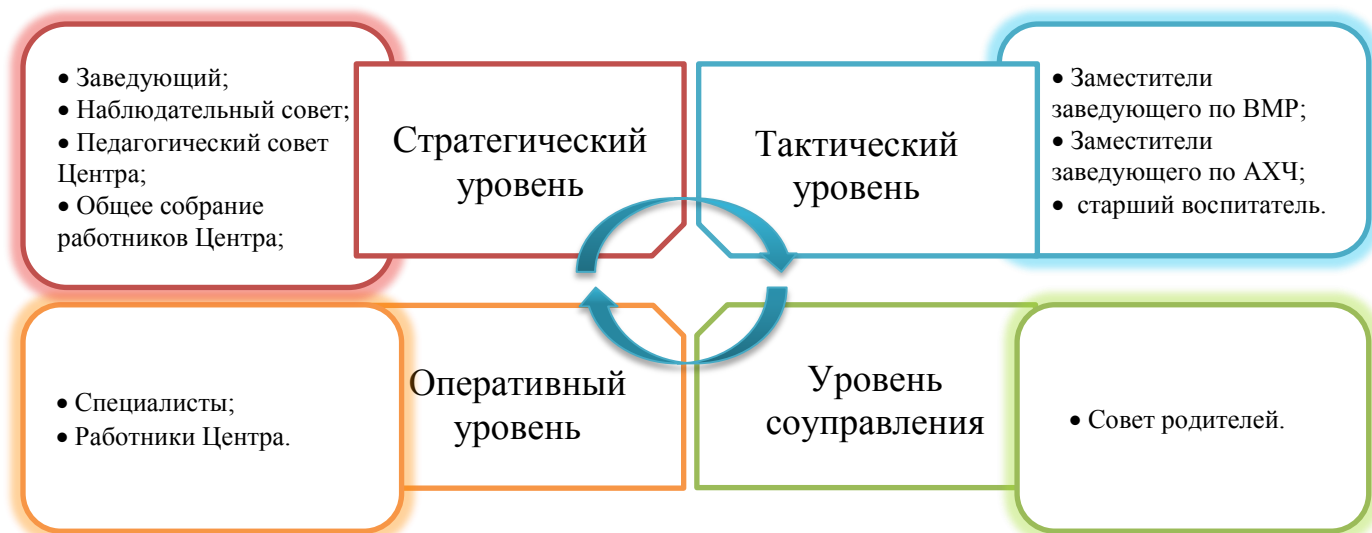 • Заведующий;
• Наблюдательный совет;
• Педагогический совет
Центра;
• Общее собрание
работников Центра;
Стратегический
уровень
Тактический
уровень
• Заместители
заведующего по ВМР;
• Заместители
заведующего по АХЧ;
• старший воспитатель.
• Специалисты;
• Работники Центра.
Оперативный
уровень
Уровень
соуправления
• Совет родителей.